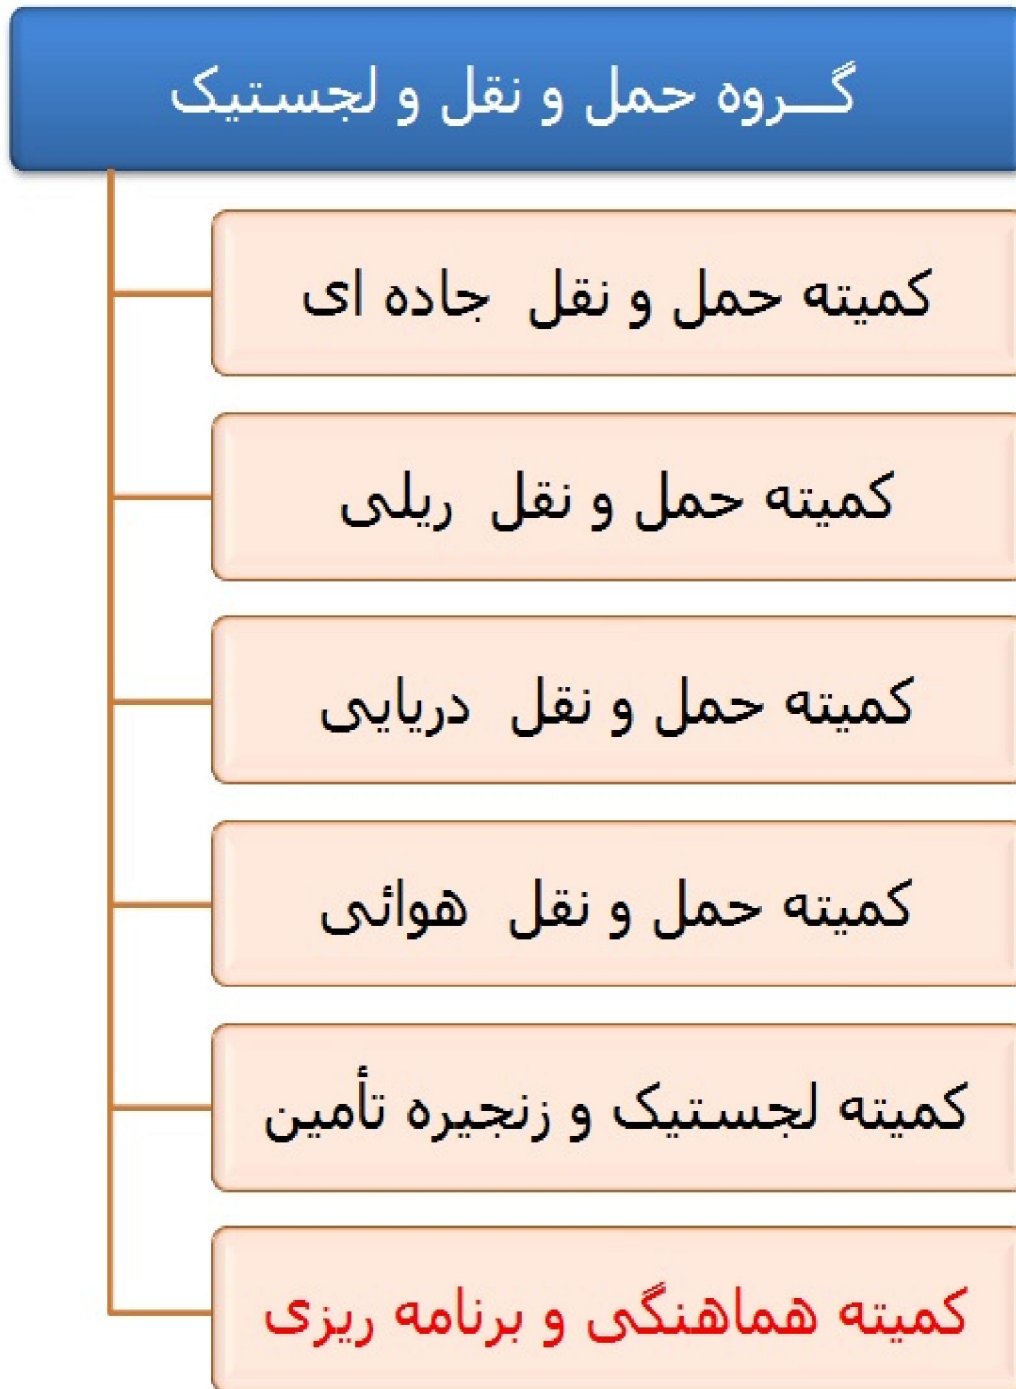 گـــروه حمل و نقل و لجستیک
کمیته حمل و نقل جاده ای
کمیته حمل و نقل ریلی
کمیته حمل و نقل دریایی
کمیته حمل و نقل هوائی
کمیته لجستیک و زنجیره تأمین
کمیته هماهنگی و برنامه ریزی